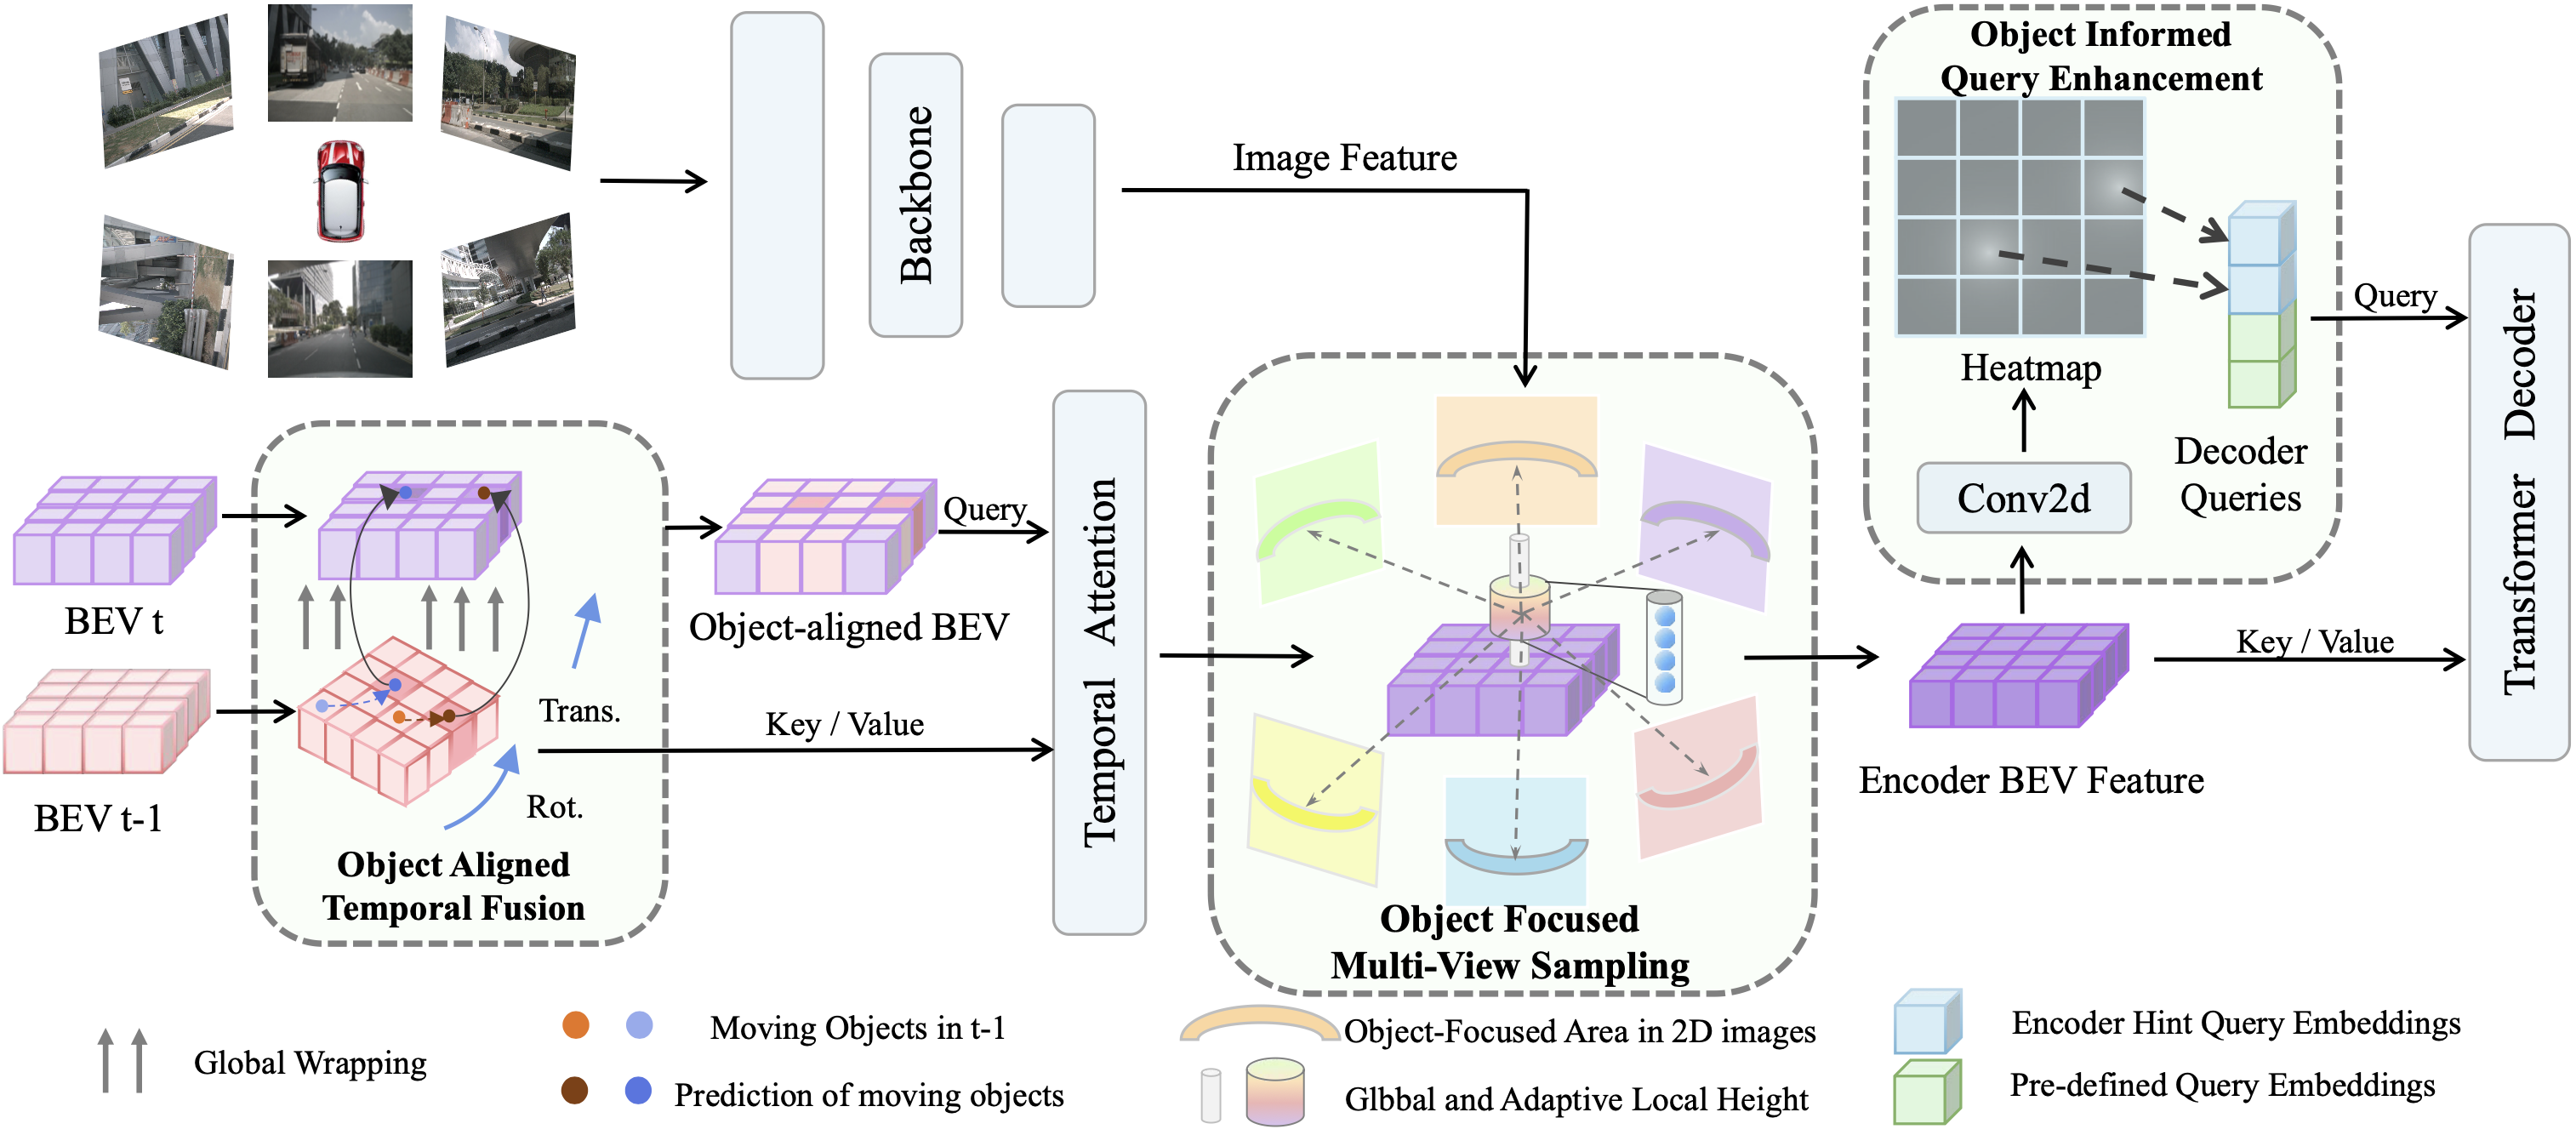 Object Informed
Query Enhancement
Backbone
Image Feature
Heatmap
Decoder
Queries
Query
Conv2d
Transformer Decoder
BEV t
BEV t-1
Trans.
Rot.
Object Aligned
Temporal Fusion
Object-aligned BEV
Query
Key / Value
Temporal Attention
Object Focused
Multi-View Sampling
Encoder BEV Feature
Key / Value
Global Wrapping
Moving Objects in t-1
Prediction of moving objects
Object-Focused Area in 2D images
Glbbal and Adaptive Local Height
Encoder Hint Query Embeddings
Pre-defined Query Embeddings